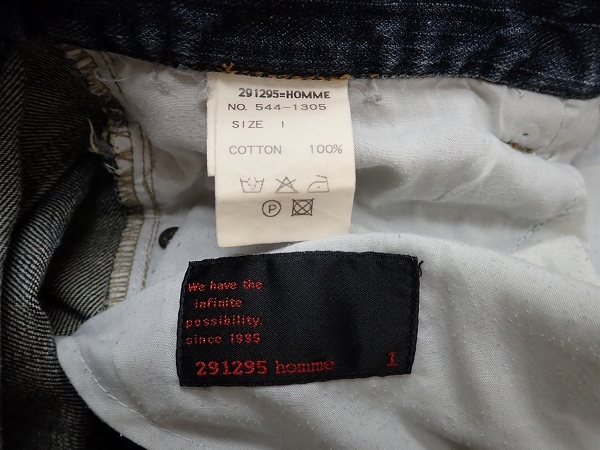 291295=HOMME
NO. 544-1305
SIZE 1
COTTON 100%
P
We have the
infinite
possibility.
since 1995
291295 homme 1